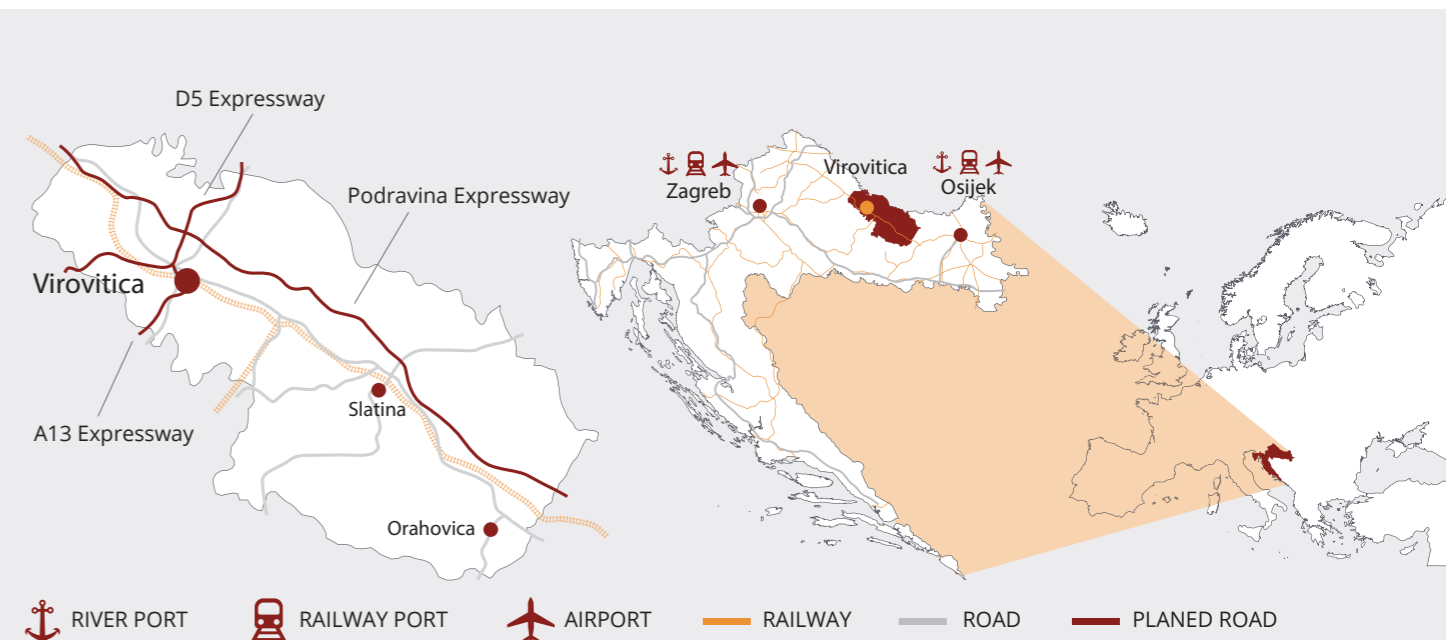 D5 Expressway
Podravina Expressway
Virovitica
A13 Expressway
Slatina
Orahovica
Zagreb
Virovitica
Osijek
RIVER PORT
RAILWAY PORT
AIRPORT
RAILWAY
ROAD
PLANED ROAD